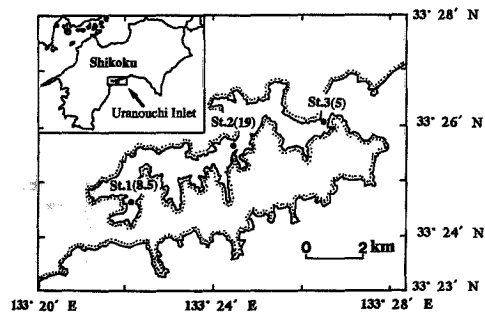 33° 28' N
Shikoku
Uranouchi Inlet
St.3(5)
St.2(19)
33° 26' N
St.1(8.5)
0 2 km
33° 24' N
33° 23' N
133° 20' E 133° 24' E 133° 28' E